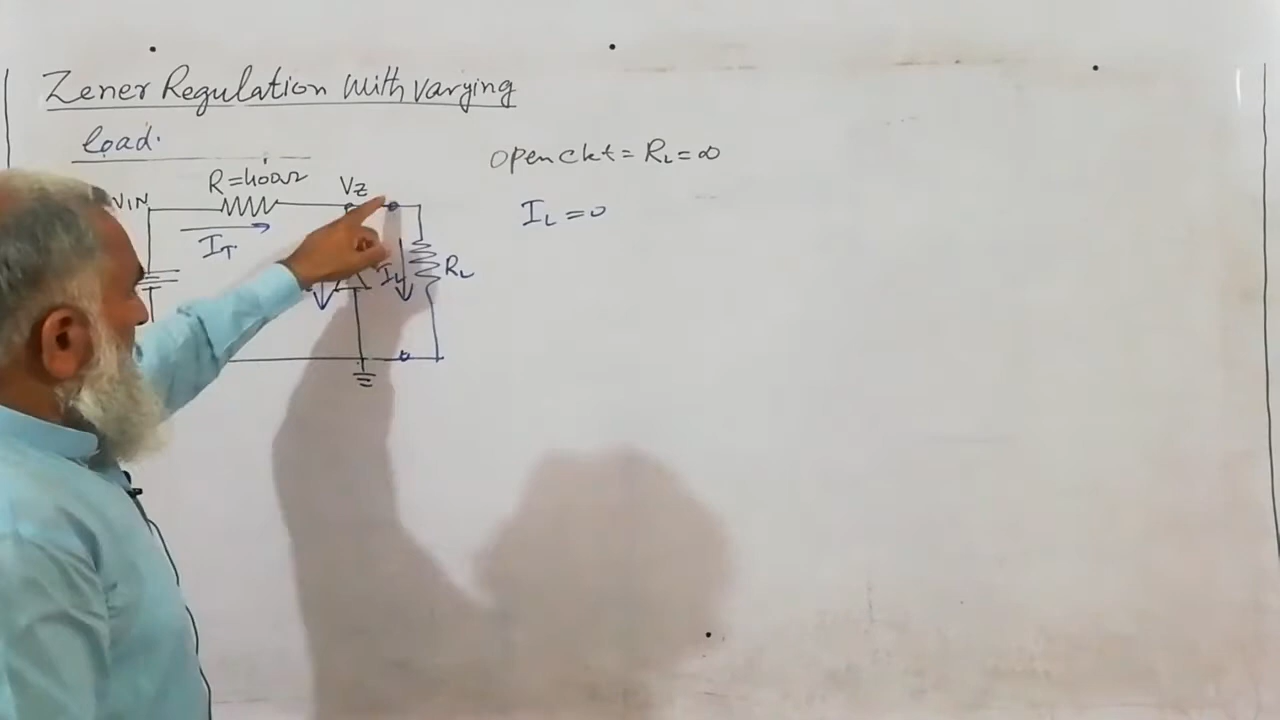 Zener Regulation With varying
load.
open ckt = RL = ∞
R=400Ω
VIN
VZ
IL = 0
IT
IL
RL